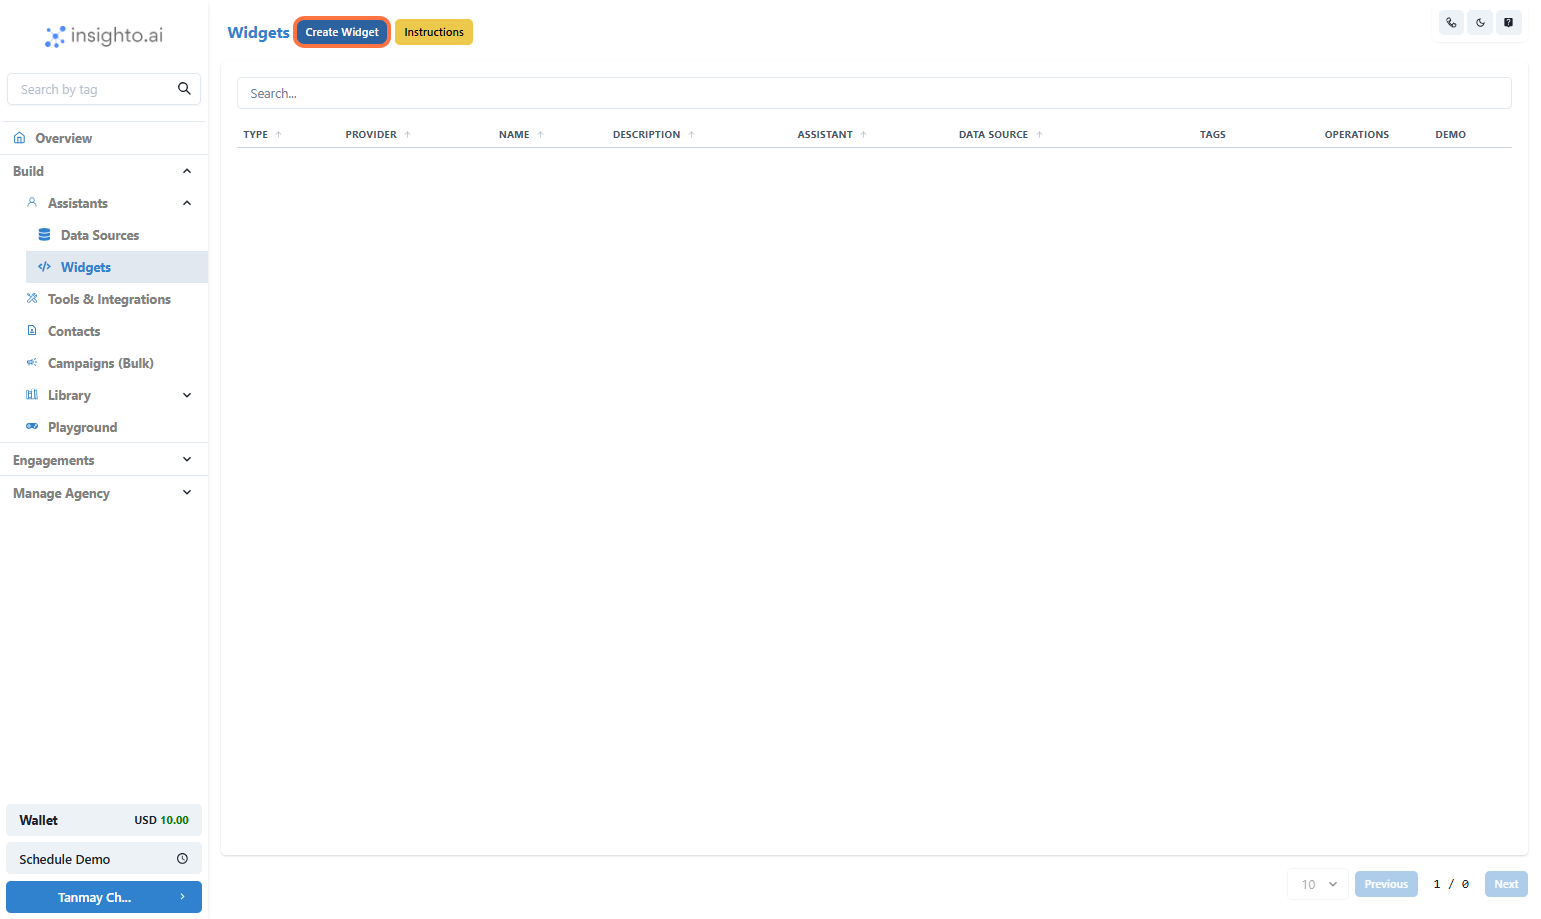 insighto.ai
Search by tag
Overview
Build
Assistants
Data Sources
Widgets
Tools & Integrations
Contacts
Campaigns (Bulk)
Library
Playground
Engagements
Manage Agency
Wallet USD 10.00
Schedule Demo
Tanmay Ch...
Widgets Create Widget Instructions
Search...
TYPE PROVIDER NAME DESCRIPTION ASSISTANT DATA SOURCE TAGS OPERATIONS DEMO
10 Previous 1 / 0 Next